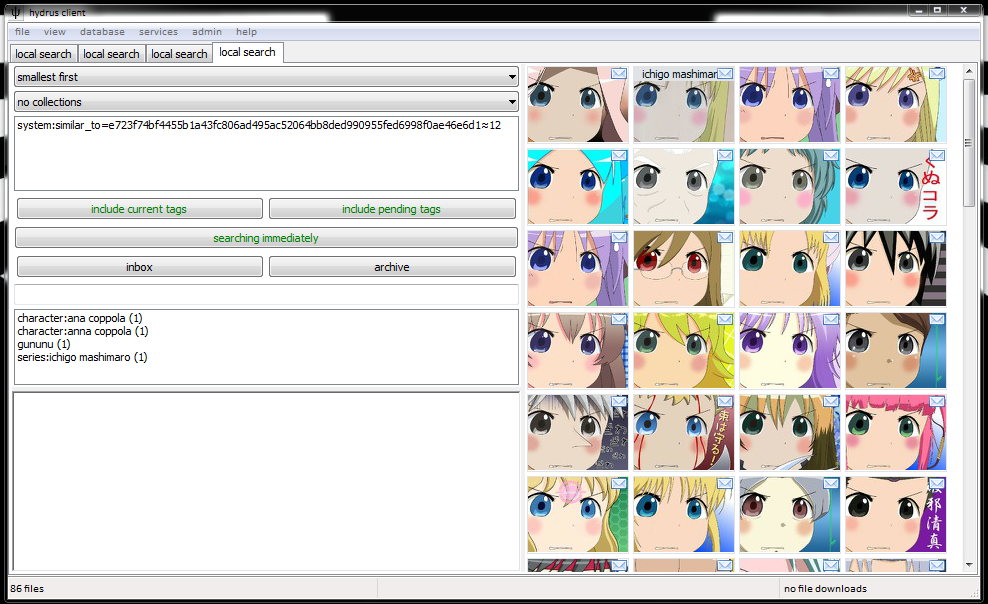 hydrus client
file view database services admin help
local search local search local search local search
smallest first
no collections
system:similar_to=e723f74bf4455b1a43fc806ad495ac52064bb8ded990955fed6998f0ae46e6d1≈12
include current tags include pending tags
searching immediately
inbox archive
character:ana coppola (1)
character:anna coppola (1)
gununu (1)
series:ichigo mashimaro (1)
ichigo mashimar
くぬコラ
束は守る!
邪清真
86 files
no file downloads